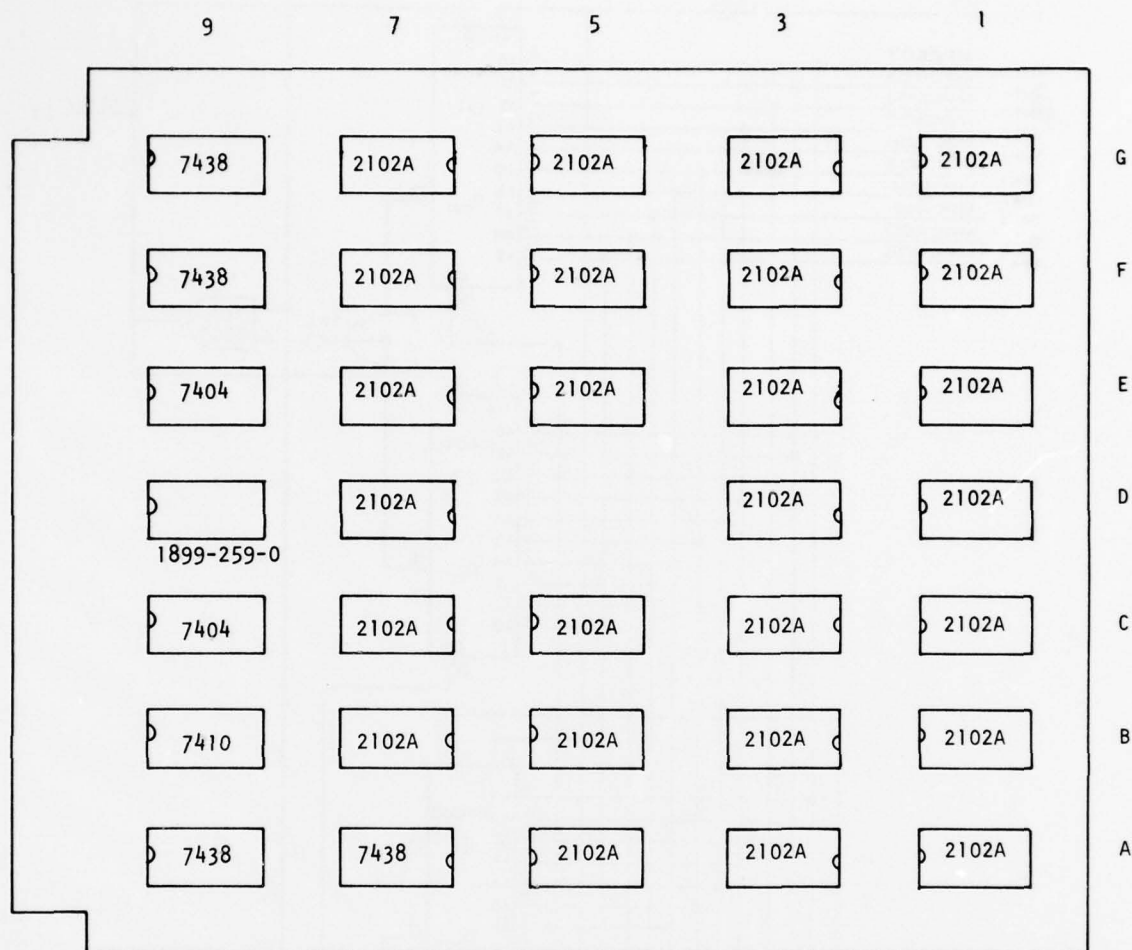 9 7 5 3 1
7438 2102A 2102A 2102A 2102A G
7438 2102A 2102A 2102A 2102A F
7404 2102A 2102A 2102A 2102A E
2102A 2102A 2102A D
1899-259-0
7404 2102A 2102A 2102A 2102A C
7410 2102A 2102A 2102A 2102A B
7438 7438 2102A 2102A 2102A A